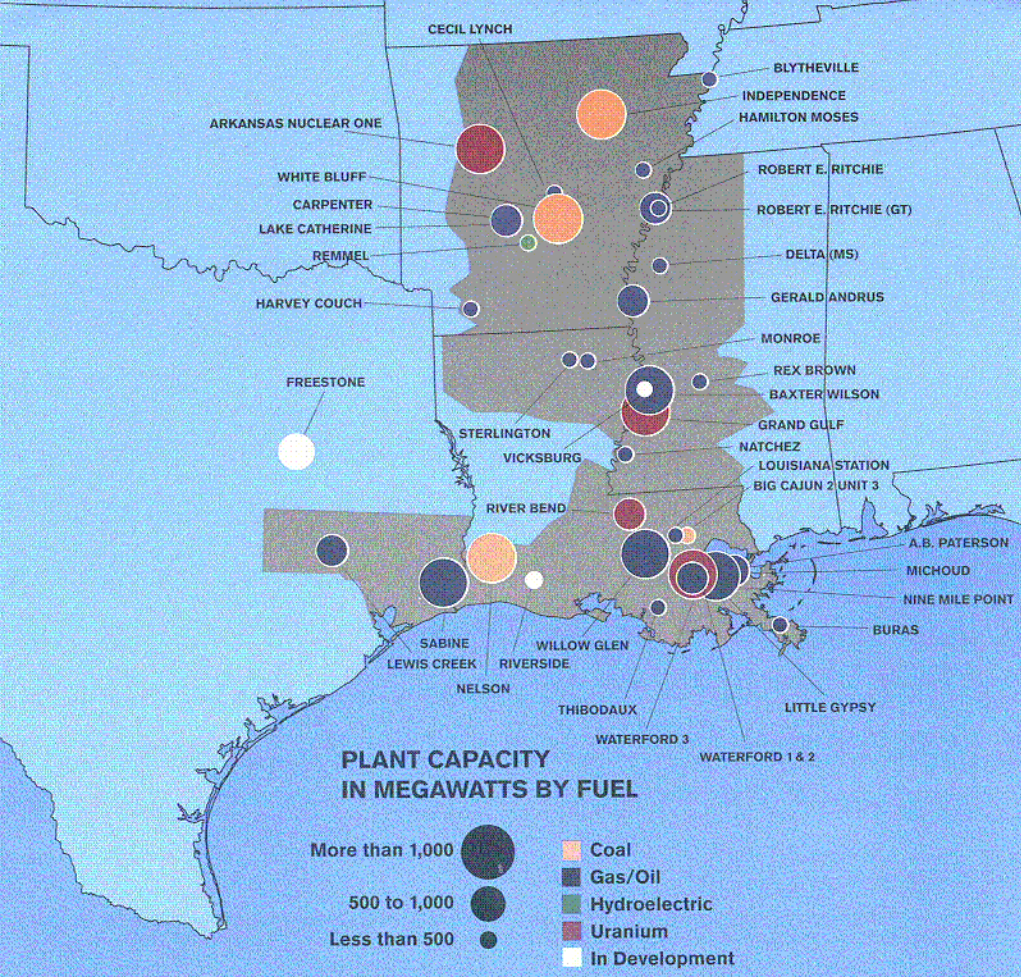 CECIL LYNCH
BLYTHEVILLE
INDEPENDENCE
HAMILTON MOSES
ARKANSAS NUCLEAR ONE
ROBERT E. RITCHIE
WHITE BLUFF
CARPENTER
ROBERT E. RITCHIE (GT)
LAKE CATHERINE
REMMEL
DELTA (MS)
HARVEY COUCH
GERALD ANDRUS
MONROE
REX BROWN
FREESTONE
BAXTER WILSON
GRAND GULF
STERLINGTON
NATCHEZ
VICKSBURG
LOUISIANA STATION
BIG CAJUN 2 UNIT 3
RIVER BEND
A.B. PATERSON
MICHOUD
NINE MILE POINT
BURAS
SABINE
WILLOW GLEN
LEWIS CREEK
RIVERSIDE
NELSON
THIBODAUX
LITTLE GYPSY
WATERFORD 3
WATERFORD 1 & 2
PLANT CAPACITY
IN MEGAWATTS BY FUEL
More than 1,000
500 to 1,000
Less than 500
Coal
Gas/Oil
Hydroelectric
Uranium
In Development